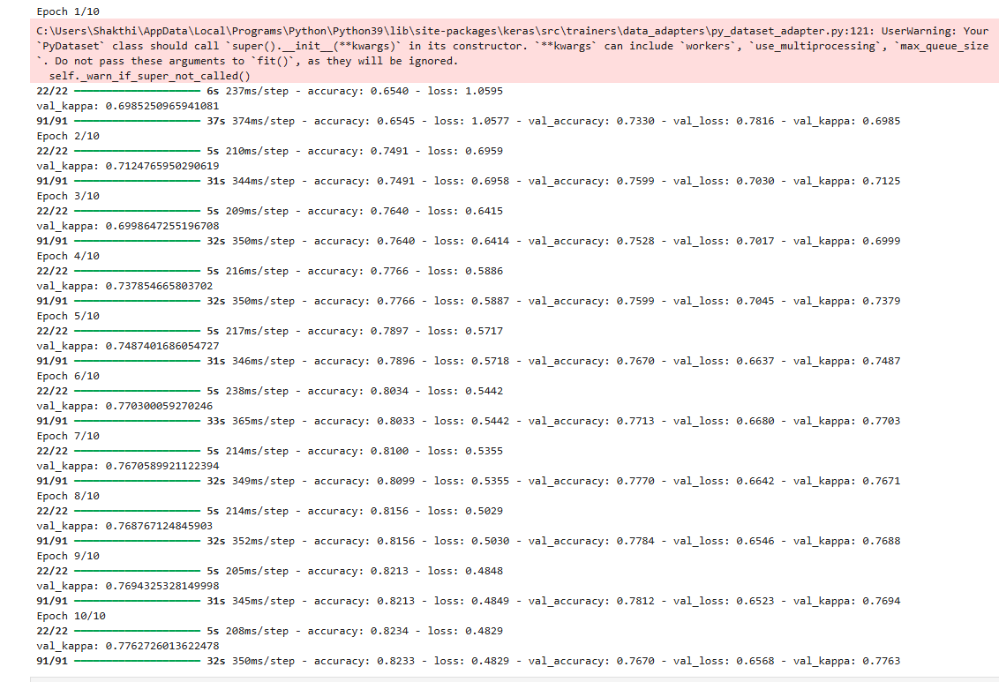 Epoch 1/10
C:\Users\Shakthi\AppData\Local\Programs\Python\Python39\lib\site-packages\keras\src\trainers\data_adapters\py_dataset_adapter.py:121: UserWarning: Your
`PyDataset` class should call `super().__init__(**kwargs)` in its constructor. `**kwargs` can include `workers`, `use_multiprocessing`, `max_queue_size
`. Do not pass these arguments to `fit()`, as they will be ignored.
self._warn_if_super_not_called()
22/22 ━━━━━━━━━━━━━━━━━━━━ 6s 237ms/step - accuracy: 0.6540 - loss: 1.0595
val_kappa: 0.6985250965941081
91/91 ━━━━━━━━━━━━━━━━━━━━ 37s 374ms/step - accuracy: 0.6545 - loss: 1.0577 - val_accuracy: 0.7330 - val_loss: 0.7816 - val_kappa: 0.6985
Epoch 2/10
22/22 ━━━━━━━━━━━━━━━━━━━━ 5s 210ms/step - accuracy: 0.7491 - loss: 0.6959
val_kappa: 0.7124765950290619
91/91 ━━━━━━━━━━━━━━━━━━━━ 31s 344ms/step - accuracy: 0.7491 - loss: 0.6958 - val_accuracy: 0.7599 - val_loss: 0.7030 - val_kappa: 0.7125
Epoch 3/10
22/22 ━━━━━━━━━━━━━━━━━━━━ 5s 209ms/step - accuracy: 0.7640 - loss: 0.6415
val_kappa: 0.6998647255196708
91/91 ━━━━━━━━━━━━━━━━━━━━ 32s 350ms/step - accuracy: 0.7640 - loss: 0.6414 - val_accuracy: 0.7528 - val_loss: 0.7017 - val_kappa: 0.6999
Epoch 4/10
22/22 ━━━━━━━━━━━━━━━━━━━━ 5s 216ms/step - accuracy: 0.7766 - loss: 0.5886
val_kappa: 0.737854665803702
91/91 ━━━━━━━━━━━━━━━━━━━━ 32s 350ms/step - accuracy: 0.7766 - loss: 0.5887 - val_accuracy: 0.7599 - val_loss: 0.7045 - val_kappa: 0.7379
Epoch 5/10
22/22 ━━━━━━━━━━━━━━━━━━━━ 5s 217ms/step - accuracy: 0.7897 - loss: 0.5717
val_kappa: 0.7487401686054727
91/91 ━━━━━━━━━━━━━━━━━━━━ 31s 346ms/step - accuracy: 0.7896 - loss: 0.5718 - val_accuracy: 0.7670 - val_loss: 0.6637 - val_kappa: 0.7487
Epoch 6/10
22/22 ━━━━━━━━━━━━━━━━━━━━ 5s 238ms/step - accuracy: 0.8034 - loss: 0.5442
val_kappa: 0.770300059270246
91/91 ━━━━━━━━━━━━━━━━━━━━ 33s 365ms/step - accuracy: 0.8033 - loss: 0.5442 - val_accuracy: 0.7713 - val_loss: 0.6680 - val_kappa: 0.7703
Epoch 7/10
22/22 ━━━━━━━━━━━━━━━━━━━━ 5s 214ms/step - accuracy: 0.8100 - loss: 0.5355
val_kappa: 0.7670589921122394
91/91 ━━━━━━━━━━━━━━━━━━━━ 32s 349ms/step - accuracy: 0.8099 - loss: 0.5355 - val_accuracy: 0.7770 - val_loss: 0.6642 - val_kappa: 0.7671
Epoch 8/10
22/22 ━━━━━━━━━━━━━━━━━━━━ 5s 214ms/step - accuracy: 0.8156 - loss: 0.5029
val_kappa: 0.768767124845903
91/91 ━━━━━━━━━━━━━━━━━━━━ 32s 352ms/step - accuracy: 0.8156 - loss: 0.5030 - val_accuracy: 0.7784 - val_loss: 0.6546 - val_kappa: 0.7688
Epoch 9/10
22/22 ━━━━━━━━━━━━━━━━━━━━ 5s 205ms/step - accuracy: 0.8213 - loss: 0.4848
val_kappa: 0.7694325328149998
91/91 ━━━━━━━━━━━━━━━━━━━━ 31s 345ms/step - accuracy: 0.8213 - loss: 0.4849 - val_accuracy: 0.7812 - val_loss: 0.6523 - val_kappa: 0.7694
Epoch 10/10
22/22 ━━━━━━━━━━━━━━━━━━━━ 5s 208ms/step - accuracy: 0.8234 - loss: 0.4829
val_kappa: 0.7762726013622478
91/91 ━━━━━━━━━━━━━━━━━━━━ 32s 350ms/step - accuracy: 0.8233 - loss: 0.4829 - val_accuracy: 0.7670 - val_loss: 0.6568 - val_kappa: 0.7763